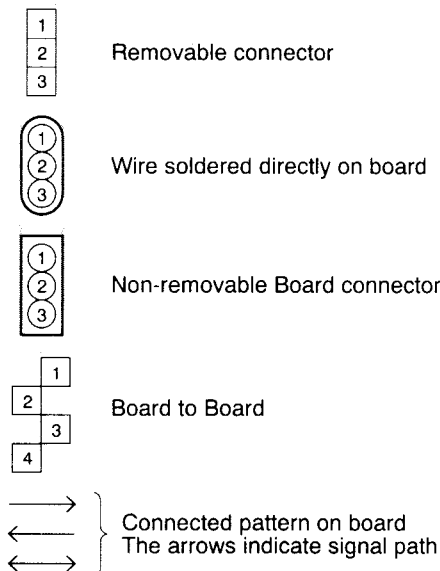 1
2
3
Removable connector
1
2
3
Wire soldered directly on board
1
2
3
Non-removable Board connector
1
2
3
4
Board to Board
Connected pattern on board
The arrows indicate signal path